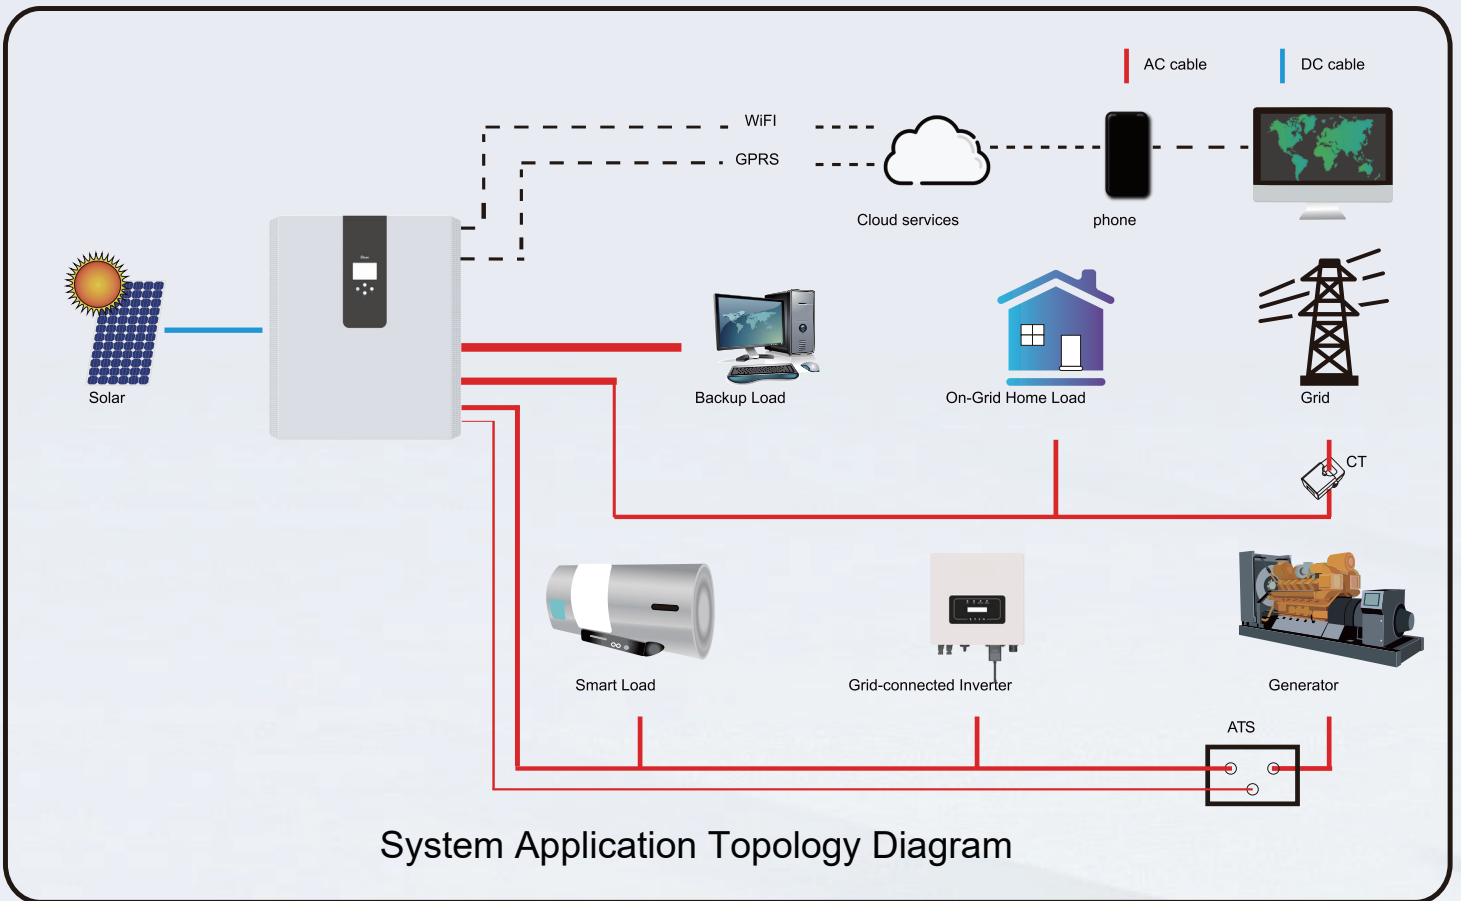 AC cable
DC cable
WiFI
GPRS
Cloud services
phone
Solar
Backup Load
On-Grid Home Load
Grid
CT
Smart Load
Grid-connected Inverter
Generator
ATS
System Application Topology Diagram